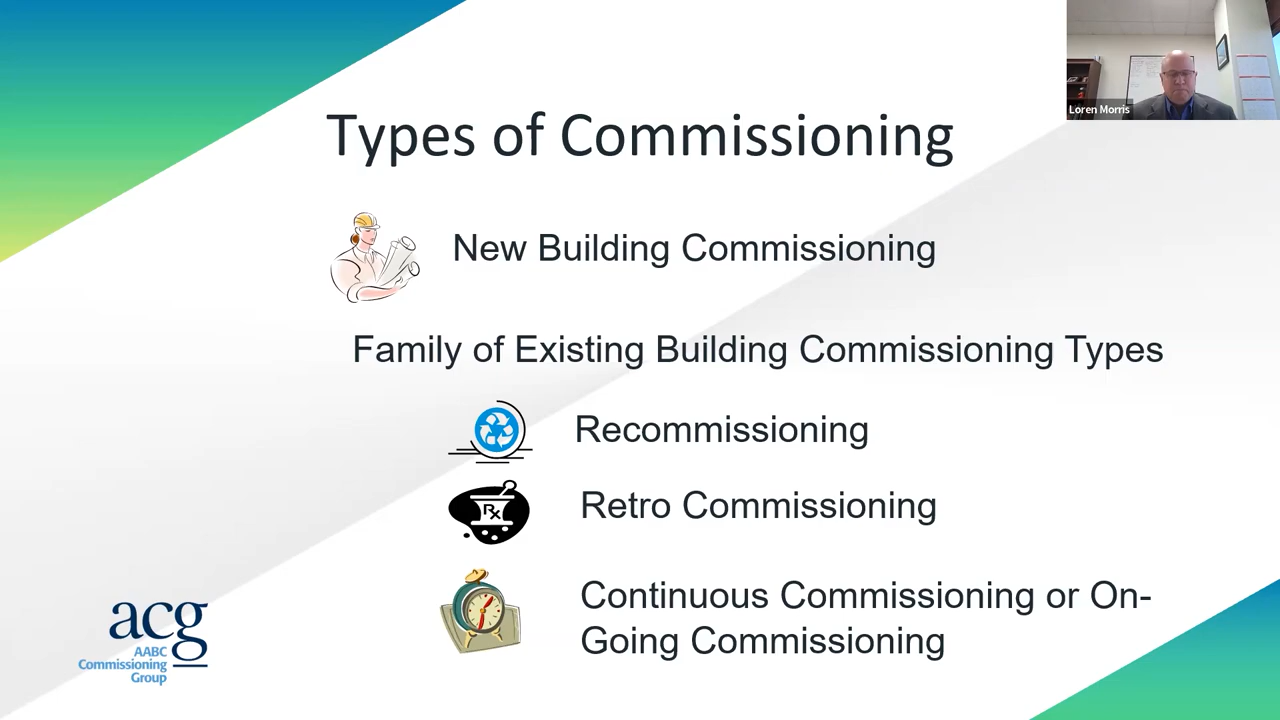 Loren Morris
Types of Commissioning
New Building Commissioning
Family of Existing Building Commissioning Types
Recommissioning
Rx
Retro Commissioning
Continuous Commissioning or On-
Going Commissioning
acg
AABC
Commissioning
Group